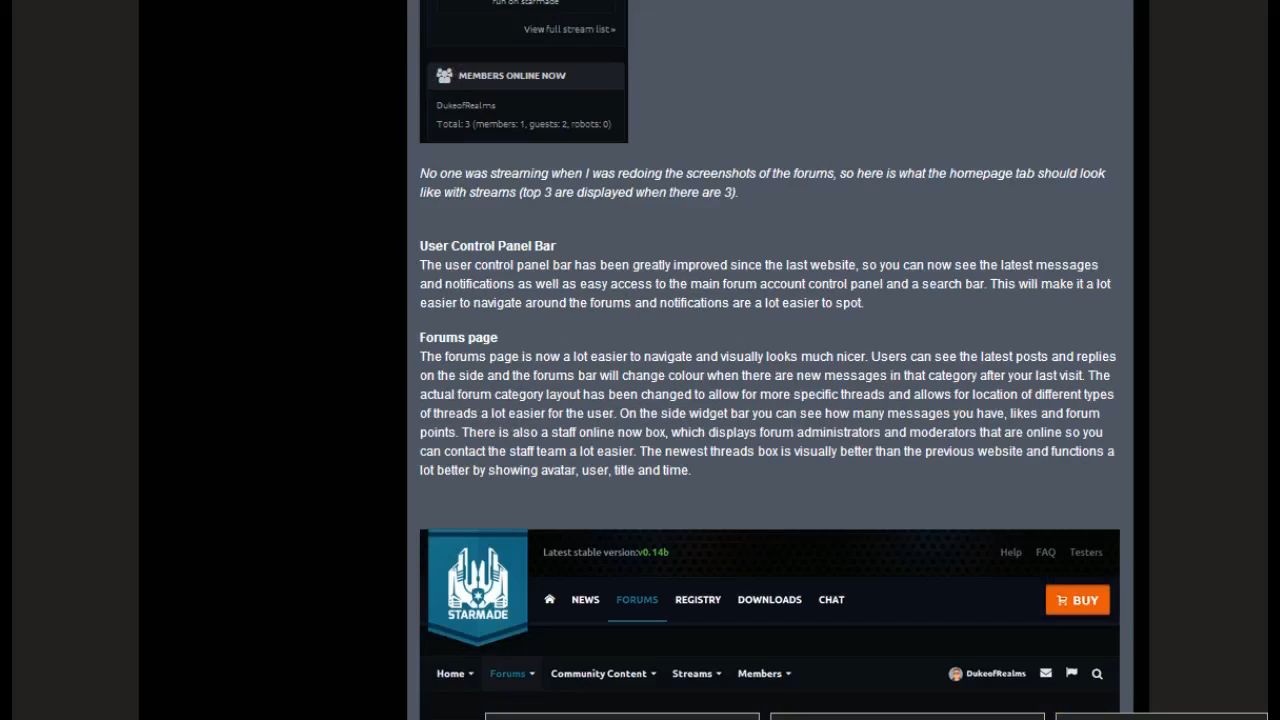 run on starmade
View full stream list »
MEMBERS ONLINE NOW
DukeofRealms
Total: 3 (members: 1, guests: 2, robots: 0)
No one was streaming when I was redoing the screenshots of the forums, so here is what the homepage tab should look
like with streams (top 3 are displayed when there are 3).
User Control Panel Bar
The user control panel bar has been greatly improved since the last website, so you can now see the latest messages
and notifications as well as easy access to the main forum account control panel and a search bar. This will make it a lot
easier to navigate around the forums and notifications are a lot easier to spot.
Forums page
The forums page is now a lot easier to navigate and visually looks much nicer. Users can see the latest posts and replies
on the side and the forums bar will change colour when there are new messages in that category after your last visit. The
actual forum category layout has been changed to allow for more specific threads and allows for location of different types
of threads a lot easier for the user. On the side widget bar you can see how many messages you have, likes and forum
points. There is also a staff online now box, which displays forum administrators and moderators that are online so you
can contact the staff team a lot easier. The newest threads box is visually better than the previous website and functions a
lot better by showing avatar, user, title and time.
Latest stable version:v0.14b
Help FAQ Testers
STARMADE
NEWS FORUMS REGISTRY DOWNLOADS CHAT
BUY
Home Forums Community Content Streams Members
DukeofRealms